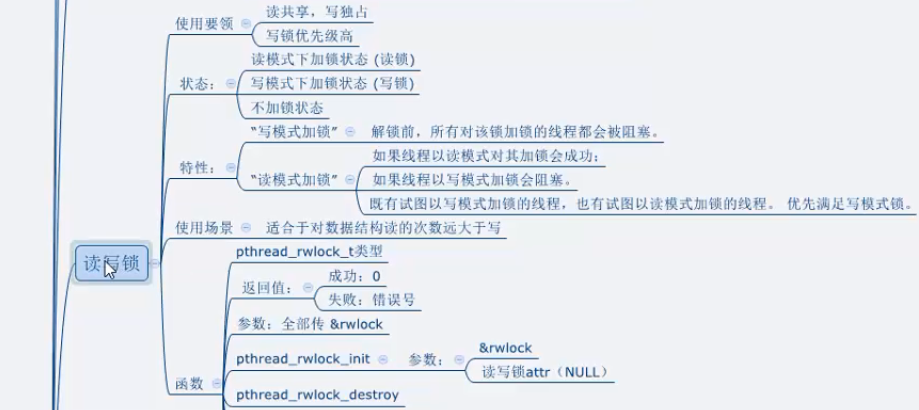 使用要领
读共享，写独占
写锁优先级高
状态：
读模式下加锁状态 (读锁)
写模式下加锁状态 (写锁)
不加锁状态
特性：
“写模式加锁”
解锁前，所有对该锁加锁的线程都会被阻塞。
“读模式加锁”
如果线程以读模式对其加锁会成功；
如果线程以写模式加锁会阻塞。
既有试图以写模式加锁的线程，也有试图以读模式加锁的线程。 优先满足写模式锁。
使用场景
适合于对数据结构读的次数远大于写
读写锁
函数
pthread_rwlock_t类型
返回值：
成功：0
失败：错误号
参数：全部传 &rwlock
pthread_rwlock_init
参数：
&rwlock
读写锁attr（NULL）
pthread_rwlock_destroy